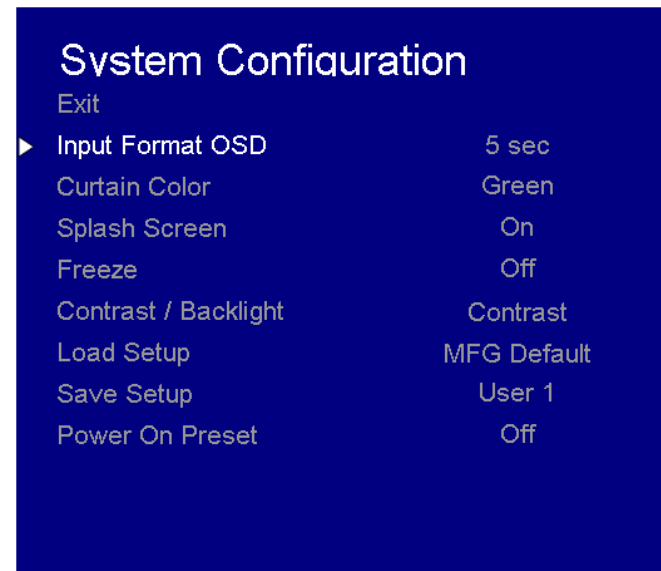 System Configuration
Exit
Input Format OSD 5 sec
Curtain Color Green
Splash Screen On
Freeze Off
Contrast / Backlight Contrast
Load Setup MFG Default
Save Setup User 1
Power On Preset Off